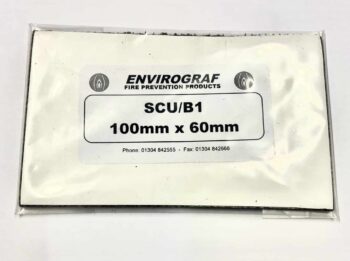 ENVIROGRAF
FIRE PREVENTION PRODUCTS
SCU/B1
100mm x 60mm
Phone: 01304 842555 - Fax: 01304 842666